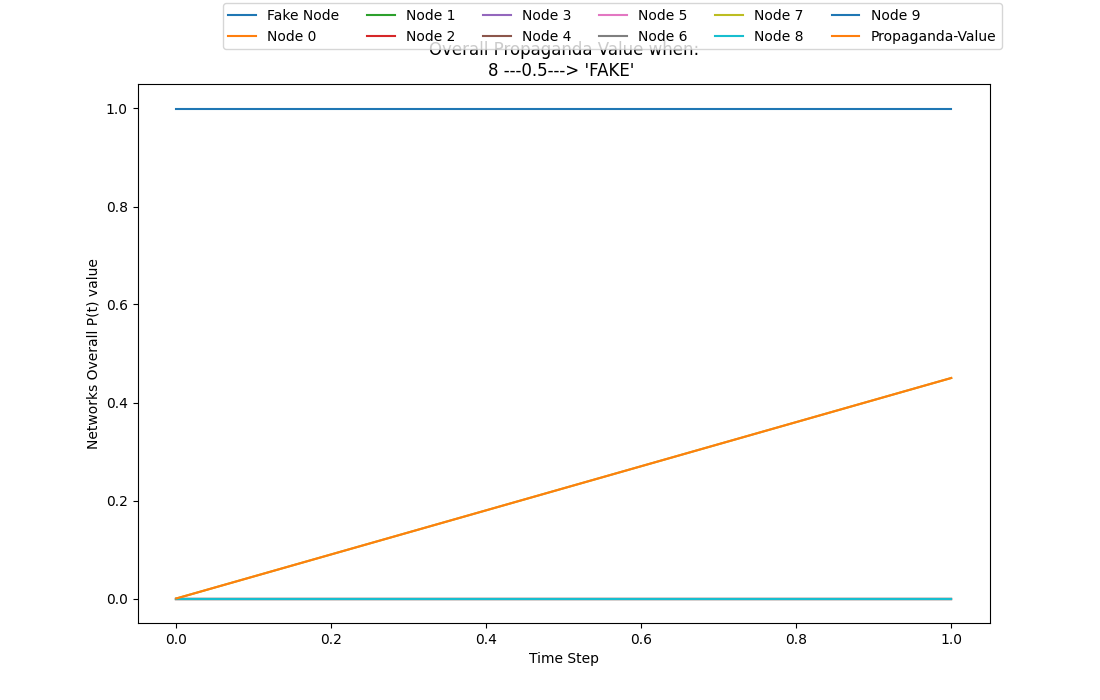 Fake Node Node 1 Node 3 Node 5 Node 7 Node 9
Node 0 Node 2 Node 4 Node 6 Node 8 Propaganda-Value
Overall Propaganda Value when:
8 ---0.5---> 'FAKE'
1.0
0.8
0.6
0.4
0.2
0.0
Networks Overall P(t) value
0.0 0.2 0.4 0.6 0.8 1.0
Time Step